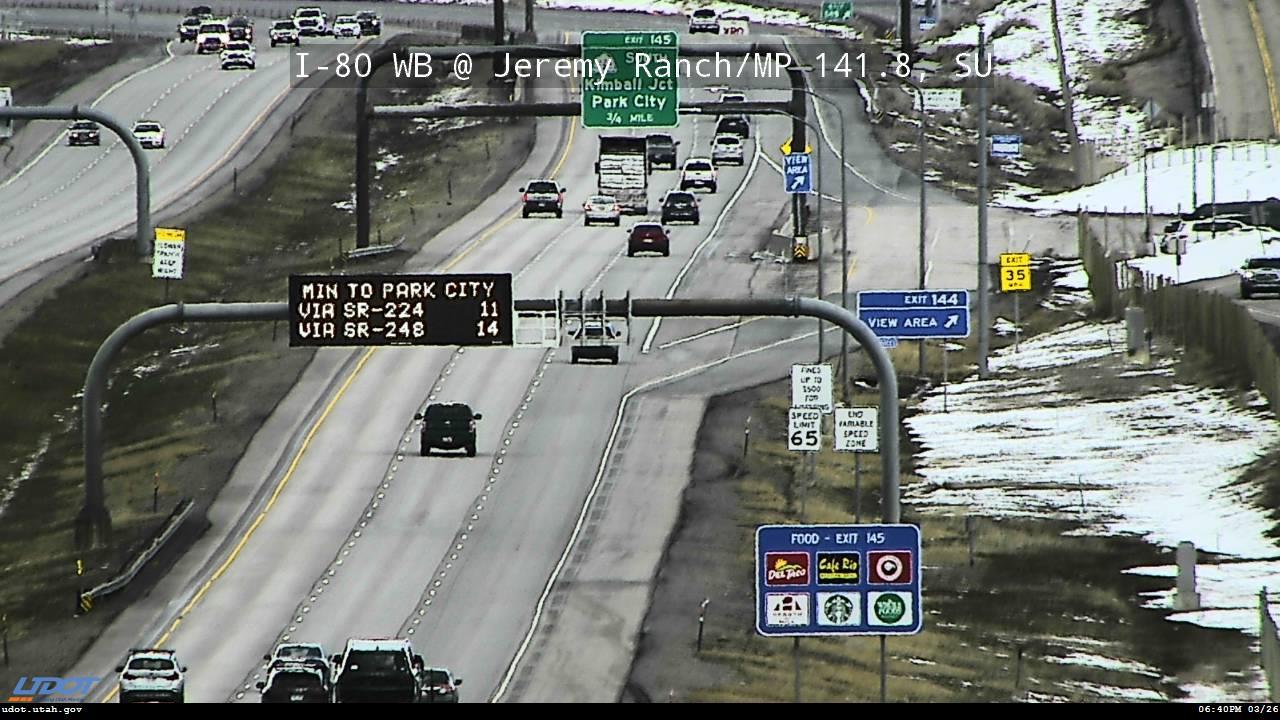 EXIT 145
Kimball Jct
Park City
3/4 MILE
I-80 WB @ Jeremy Ranch/MP 141.8, SU
VIEW
AREA
EXIT
35
MPH
MIN TO PARK CITY
VIA SR-224 11
VIA SR-248 14
EXIT 144
VIEW AREA
FINES
UP TO
$500
FOR
SPEED
LIMIT
65
END
VARIABLE
SPEED
ZONE
FOOD - EXIT 145
DEL TACO
Cafe Rio
UDOT
udot.utah.gov
06:40PM 03/26